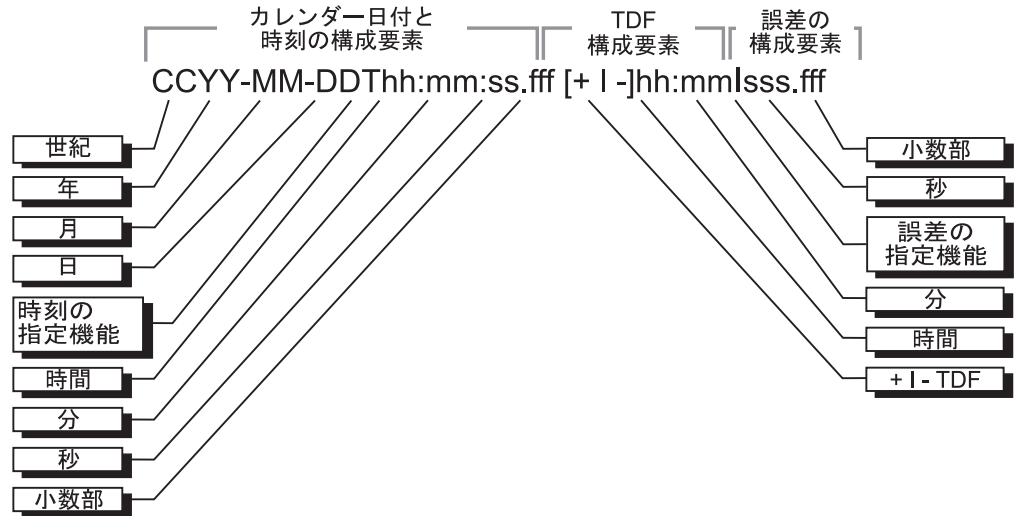 カレンダー日付と
時刻の構成要素
TDF
構成要素
誤差の
構成要素
CCYY-MM-DDThh:mm:ss.fff [+ I -]hh:mmIsss.fff
世紀
年
月
日
時刻の
指定機能
時間
分
秒
小数部
小数部
秒
誤差の
指定機能
分
時間
+ I - TDF